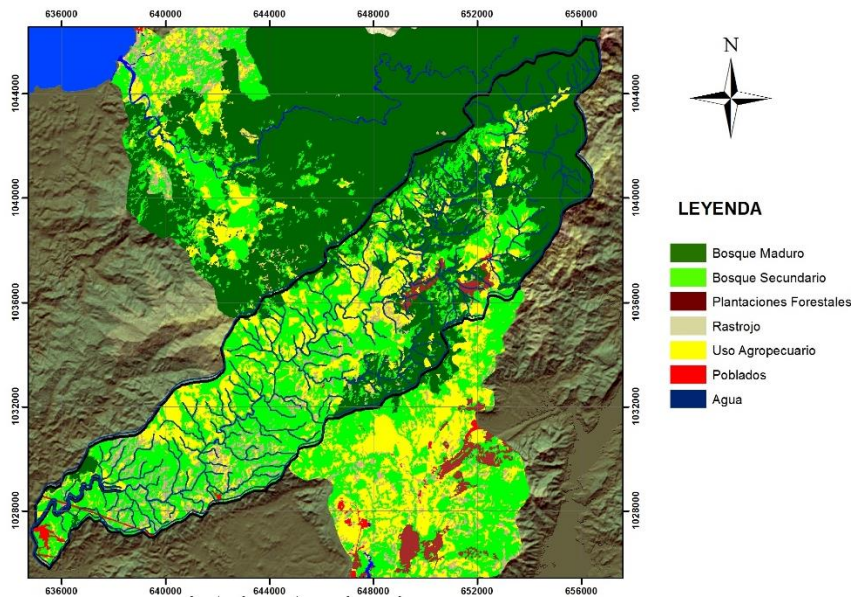 636000 640000 644000 648000 652000 656000
1044000 1044000
1040000 1040000
1036000 1036000
1032000 1032000
1028000 1028000
636000 640000 644000 648000 652000 656000
N
LEYENDA
Bosque Maduro
Bosque Secundario
Plantaciones Forestales
Rastrojo
Uso Agropecuario
Poblados
Agua